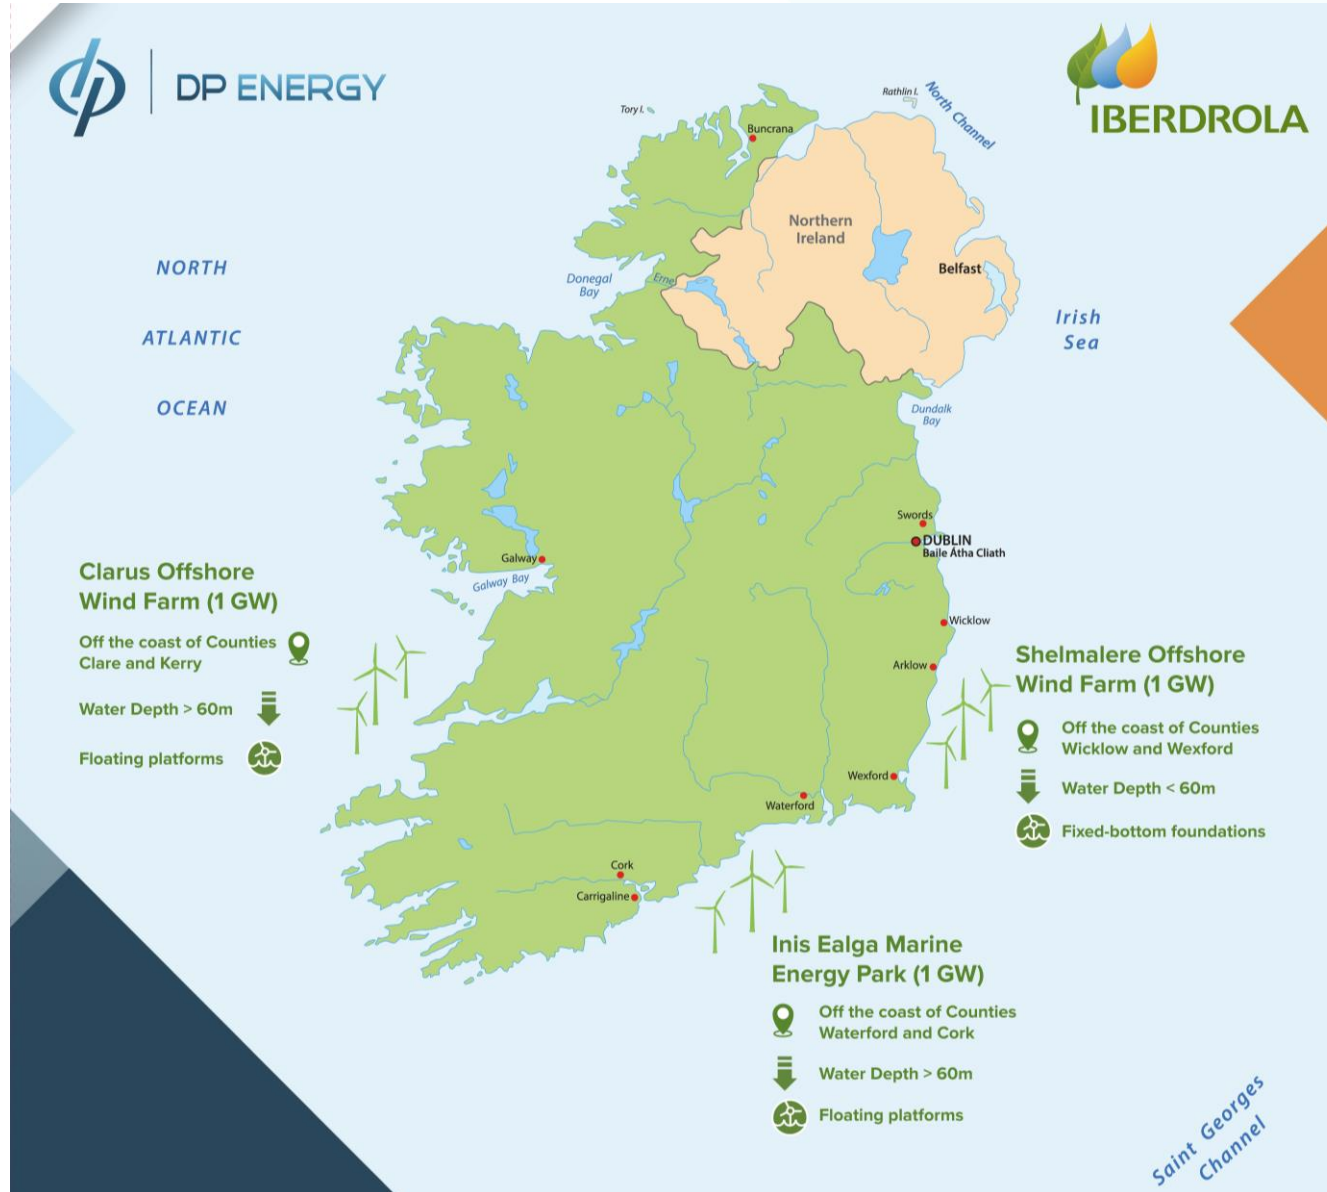 DP ENERGY
IBERDROLA
Tory I.
Rathlin I.
North Channel
Buncrana
Northern
Ireland
Belfast
NORTH
ATLANTIC
OCEAN
Donegal
Bay
Erne
Irish
Sea
Dundalk
Bay
Swords
DUBLIN
Baile Átha Cliath
Galway
Galway Bay
Wicklow
Arklow
Wexford
Waterford
Cork
Carrigaline
Clarus Offshore
Wind Farm (1 GW)
Off the coast of Counties
Clare and Kerry
Water Depth > 60m
Floating platforms
Shelmalere Offshore
Wind Farm (1 GW)
Off the coast of Counties
Wicklow and Wexford
Water Depth < 60m
Fixed-bottom foundations
Inis Ealga Marine
Energy Park (1 GW)
Off the coast of Counties
Waterford and Cork
Water Depth > 60m
Floating platforms
Saint Georges
Channel